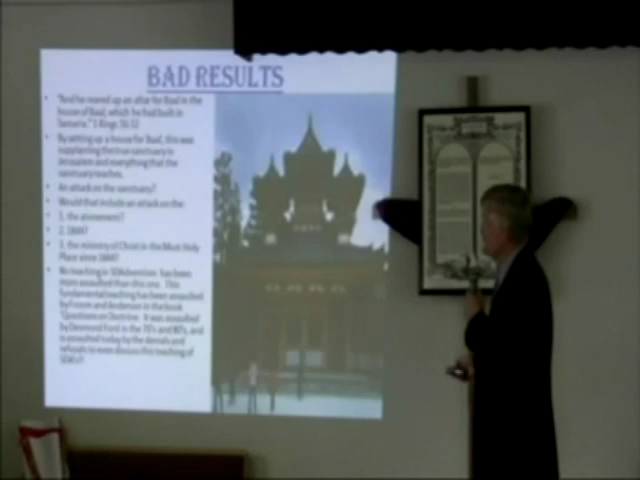 BAD RESULTS
"And he reared up an altar for Baal in the
house of Baal, which he had built in
Samaria." 1 Kings 16:32
By setting up a house for Baal, this was
supplanting the true sanctuary in
Jerusalem and everything that the
sanctuary teaches.
An attack on the sanctuary?
Would that include an attack on the:
1. the atonement?
2. 1844?
3. the ministry of Christ in the Most Holy
Place since 1844?
No teaching in SDAdventism has been
more assaulted than this one. This
fundamental teaching has been assaulted
by Froom and Anderson in the book
"Questions on Doctrine. It was assaulted
by Desmond Ford in the 70's and 80's, and
is assaulted today by the denials and
refusals to even discuss this teaching of